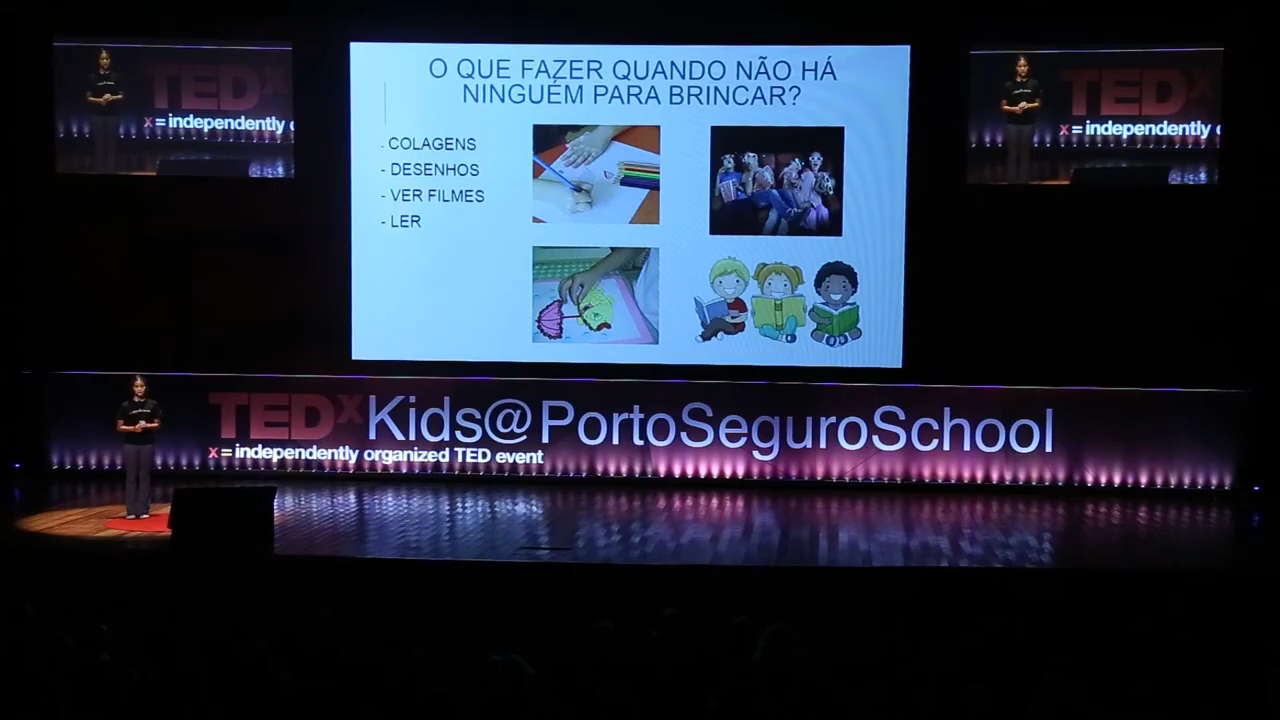 TEDx
x=independently
O QUE FAZER QUANDO NÃO HÁ
NINGUÉM PARA BRINCAR?
- COLAGENS
- DESENHOS
- VER FILMES
- LER
TEDx
x=independently
TEDxKids@PortoSeguroSchool
x=independently organized TED event